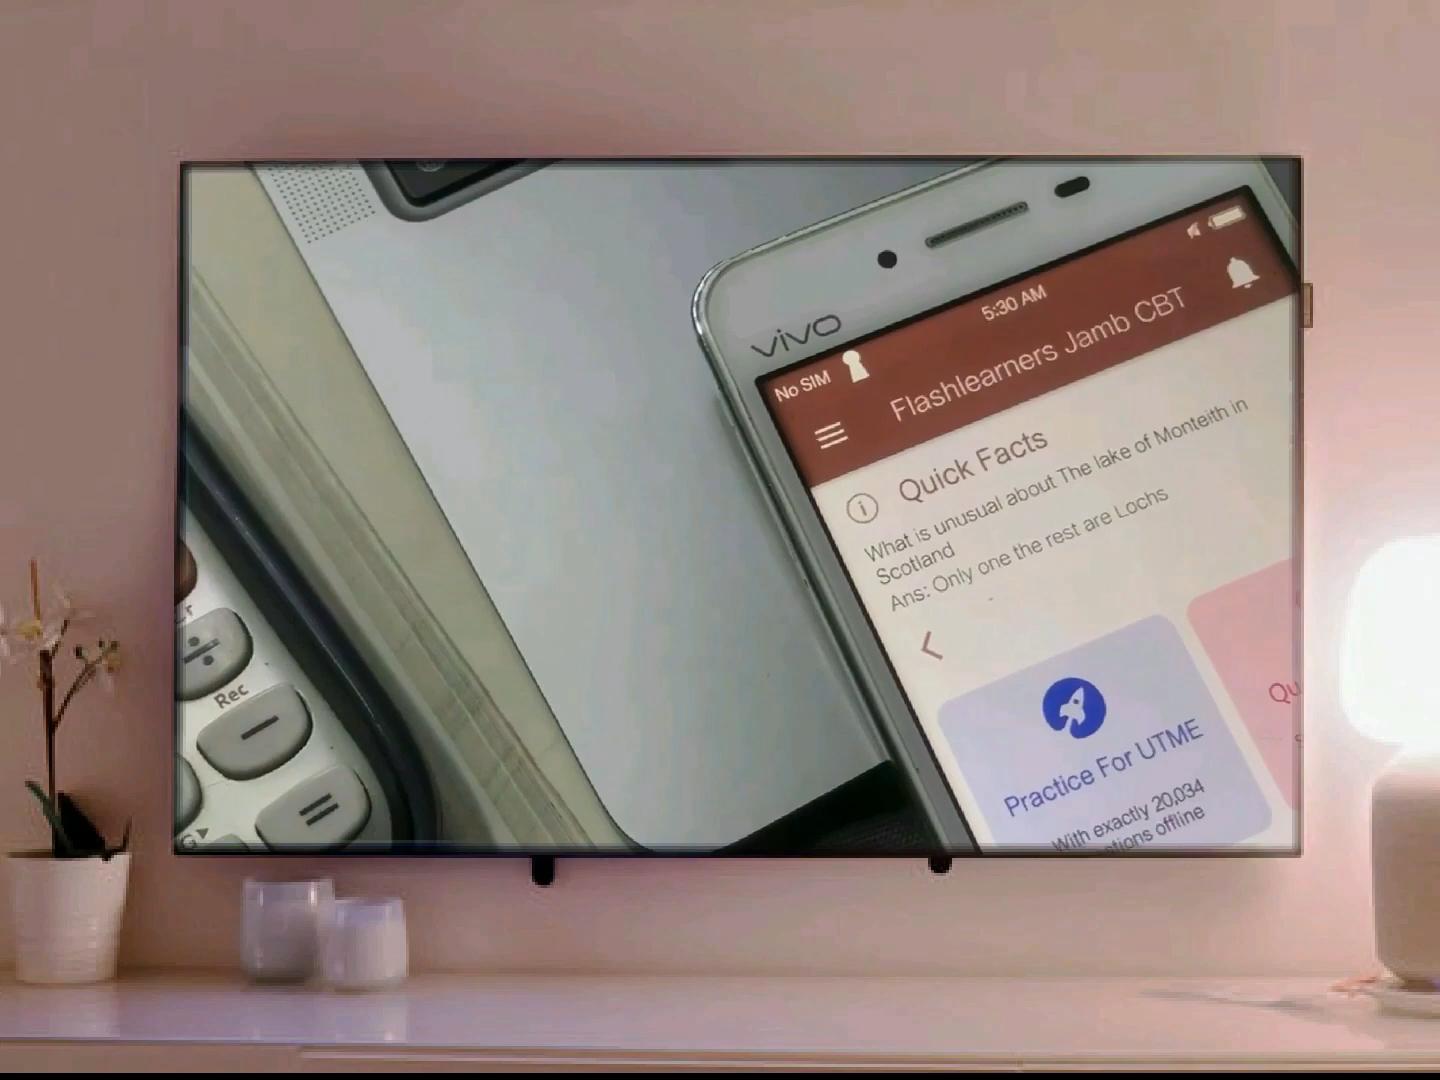 vivo
No SIM
5:30 AM
Flashlearners Jamb CBT
Quick Facts
What is unusual about The lake of Monteith in
Scotland
Ans: Only one the rest are Lochs
Practice For UTME
With exactly 20,034
offline
Rec